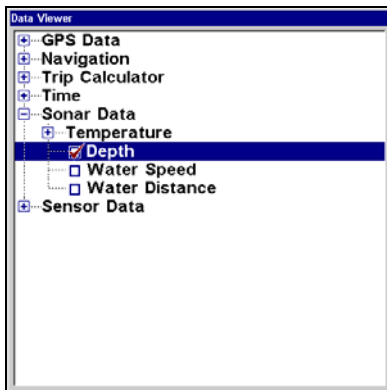 Data Viewer
GPS Data
Navigation
Trip Calculator
Time
Sonar Data
Temperature
Depth
Water Speed
Water Distance
Sensor Data